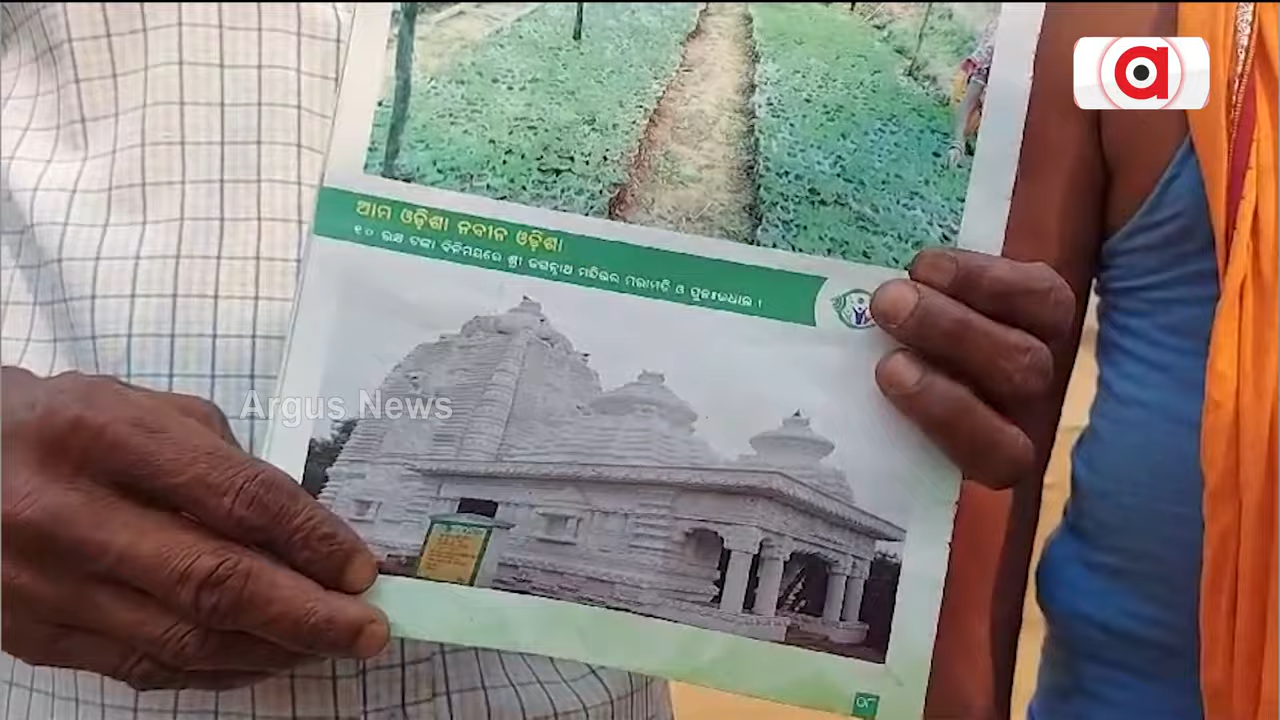 ଆମ ଓଡ଼ିଶା ନବୀନ ଓଡ଼ିଶା
୧୦ ଲକ୍ଷ ଟଙ୍କା ବିନିମୟରେ ଶ୍ରୀ ଜଗନ୍ନାଥ ମନ୍ଦିରର ମରାମତି ଓ
Argus News